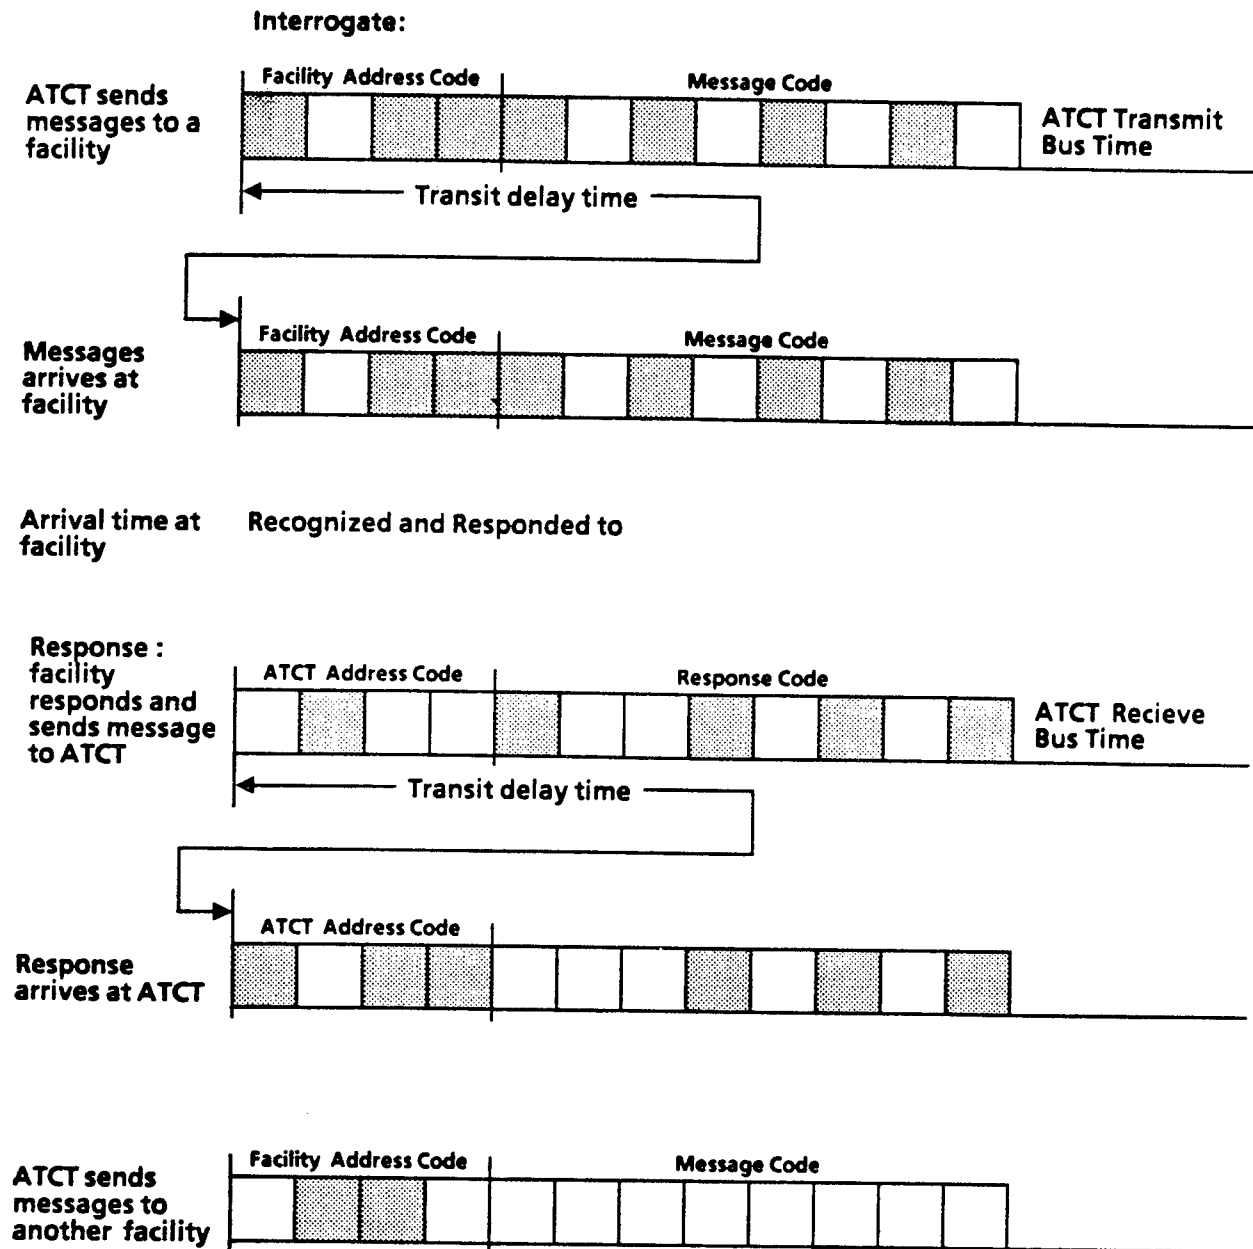 Interrogate:
Facility Address Code
Message Code
ATCT sends
messages to a
facility
ATCT Transmit
Bus Time
Transit delay time
Facility Address Code
Message Code
Messages
arrives at
facility
Arrival time at
facility
Recognized and Responded to
Response :
facility
responds and
sends message
to ATCT
ATCT Address Code
Response Code
ATCT Recieve
Bus Time
Transit delay time
ATCT Address Code
Response
arrives at ATCT
Facility Address Code
Message Code
ATCT sends
messages to
another facility